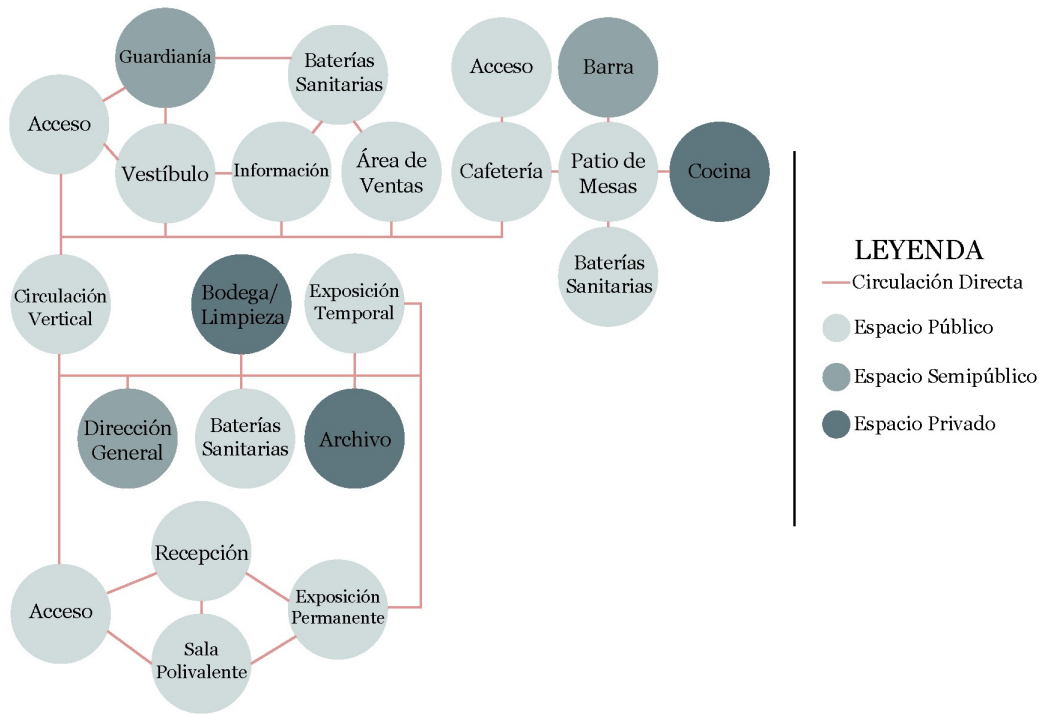 Guardianía
Baterías
Sanitarias
Acceso
Barra
Acceso
Vestíbulo
Información
Área de
Ventas
Cafetería
Patio de
Mesas
Cocina
Baterías
Sanitarias
Circulación
Vertical
Bodega/
Limpieza
Exposición
Temporal
Dirección
General
Baterías
Sanitarias
Archivo
Recepción
Acceso
Exposición
Permanente
Sala
Polivalente
LEYENDA
Circulación Directa
Espacio Público
Espacio Semipúblico
Espacio Privado